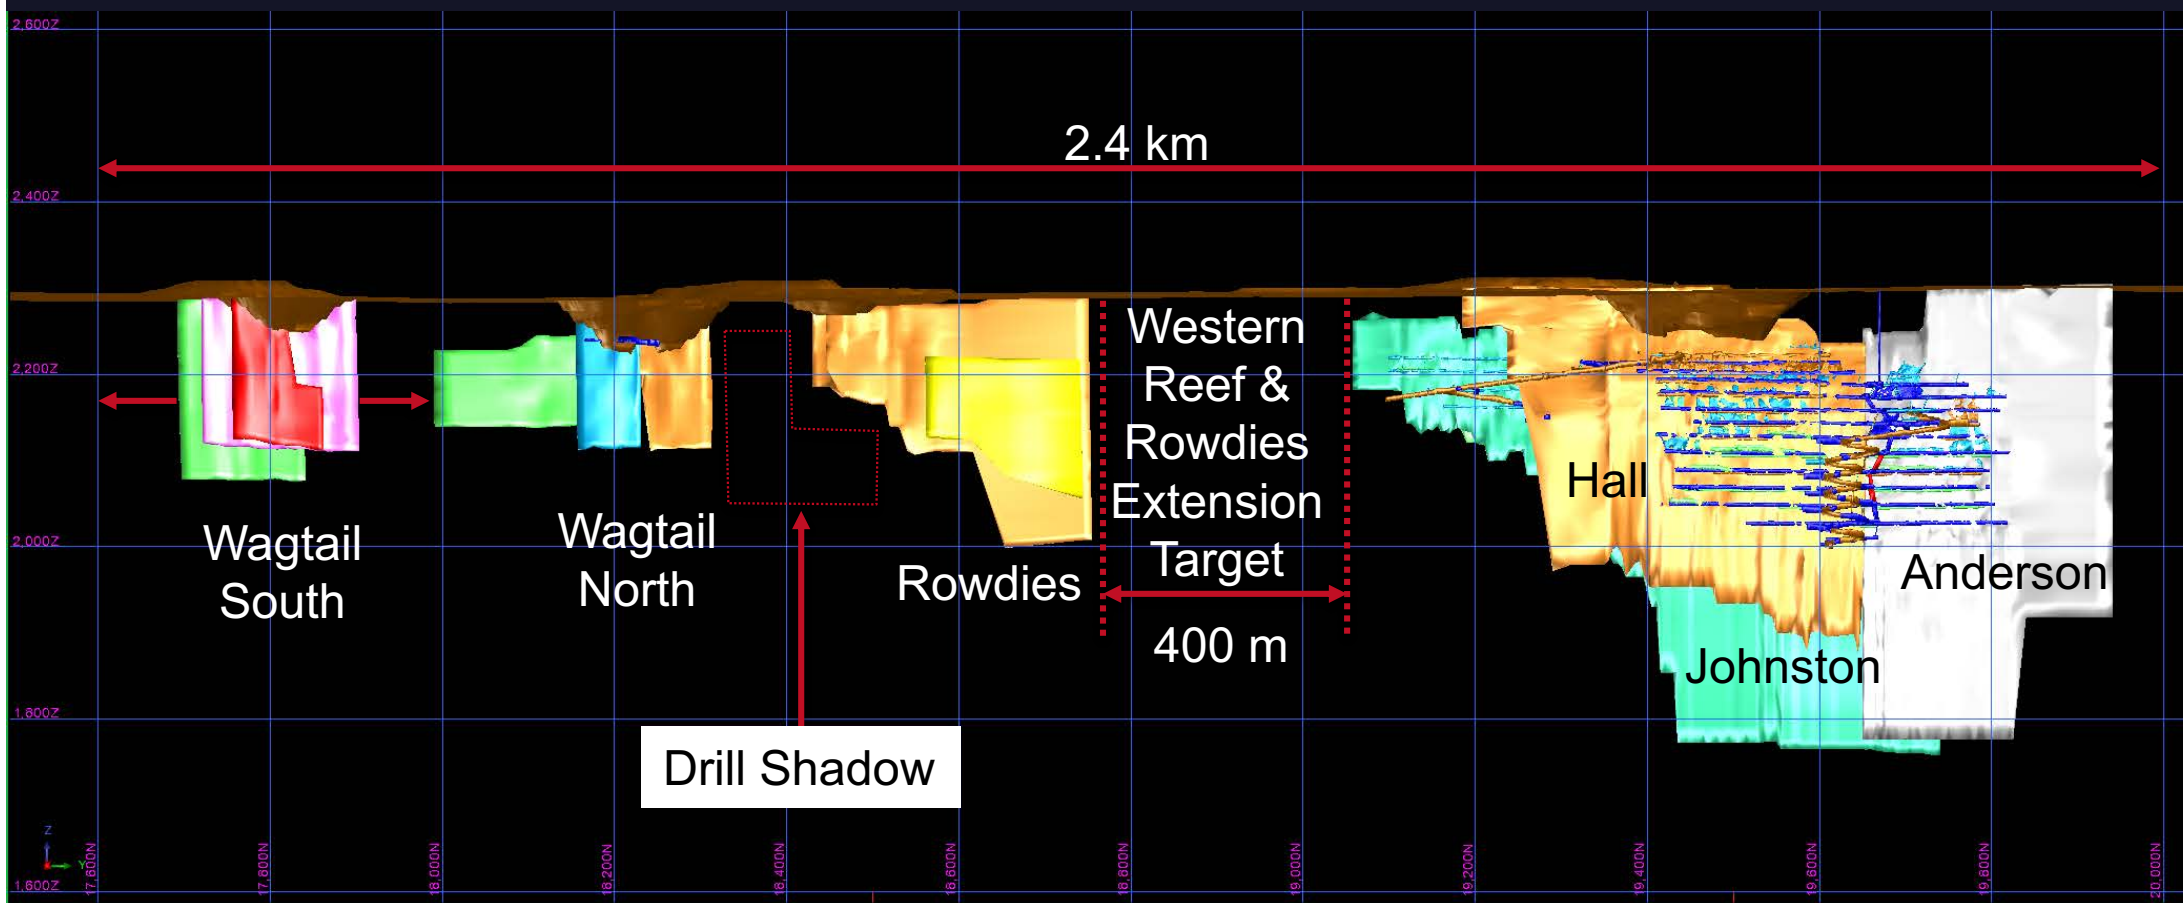 2,600Z
2.4 km
2,400Z
Western
Reef &
Rowdies
Extension
Target
2,200Z
Hall
Wagtail
South
Wagtail
North
2,000Z
Rowdies
Anderson
400 m
Johnston
1,800Z
Drill Shadow
Z
Y
1,600Z
17,600N
17,800N
18,000N
18,200N
18,400N
18,600N
18,800N
19,000N
19,200N
19,400N
19,600N
19,800N
20,000N